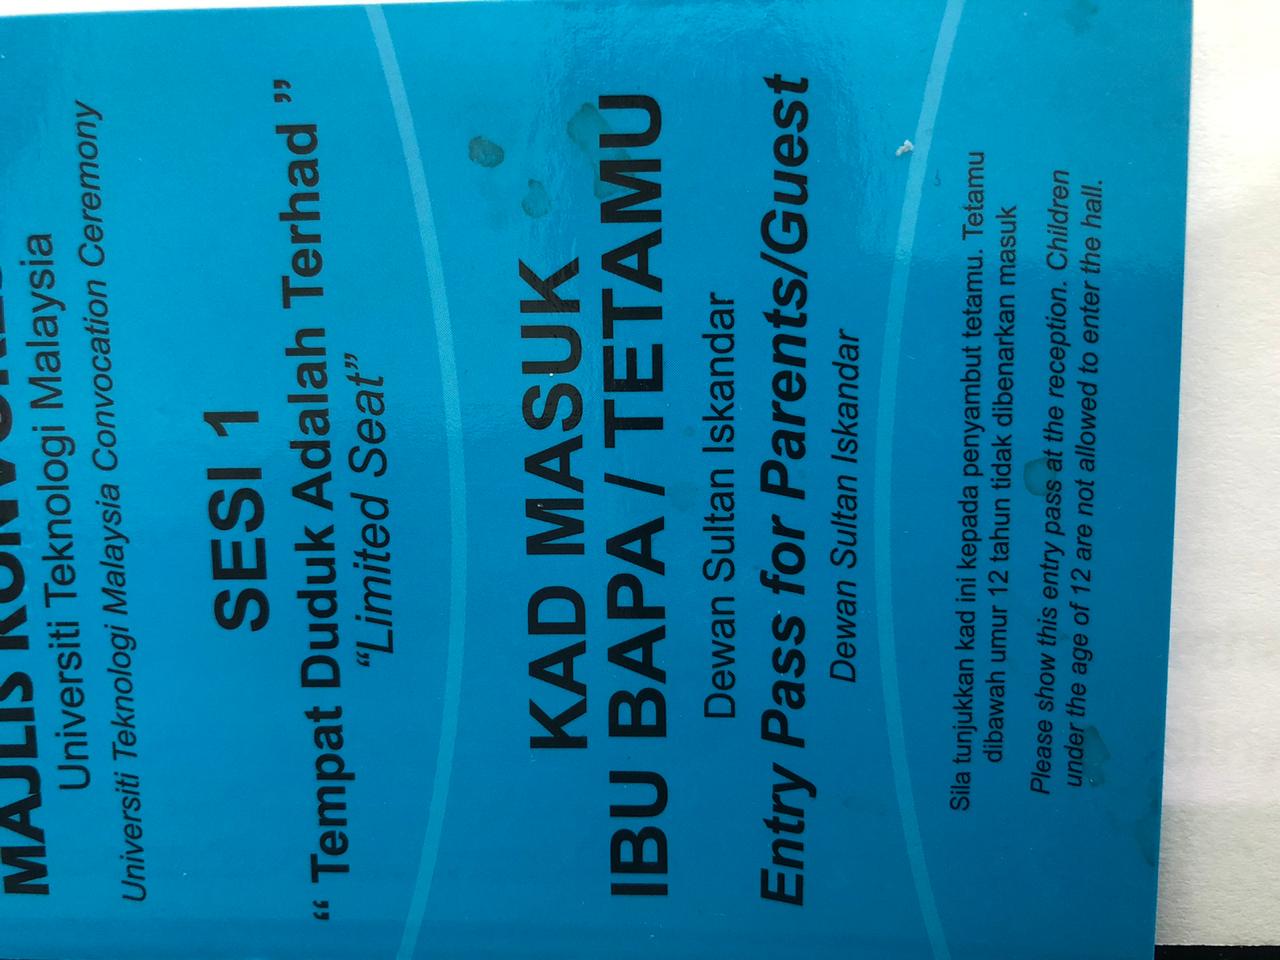 MAJLIS
Universiti Teknologi Malaysia
Universiti Teknologi Malaysia Convocation Ceremony
SESI 1
“ Tempat Duduk Adalah Terhad ”
“Limited Seat”
KAD MASUK
IBU BAPA / TETAMU
Dewan Sultan Iskandar
Entry Pass for Parents/Guest
Dewan Sultan Iskandar
Sila tunjukkan kad ini kepada penyambut tetamu. Tetamu
dibawah umur 12 tahun tidak dibenarkan masuk
Please show this entry pass at the reception. Children
under the age of 12 are not allowed to enter the hall.